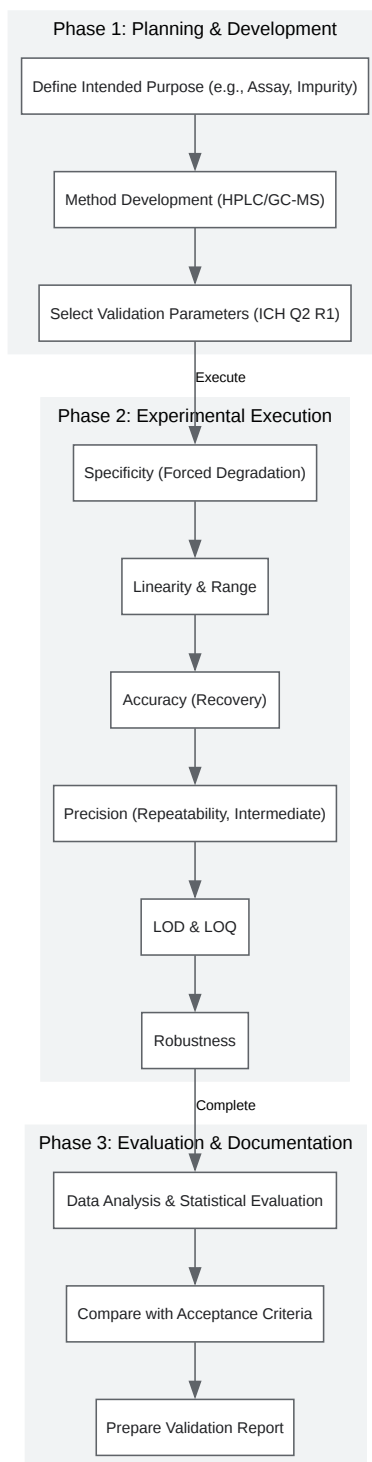 Phase 1: Planning & Development
Define Intended Purpose (e.g., Assay, Impurity)
Method Development (HPLC/GC-MS)
Select Validation Parameters (ICH Q2 R1)
Execute
Phase 2: Experimental Execution
Specificity (Forced Degradation)
Linearity & Range
Accuracy (Recovery)
Precision (Repeatability, Intermediate)
LOD & LOQ
Robustness
Complete
Phase 3: Evaluation & Documentation
Data Analysis & Statistical Evaluation
Compare with Acceptance Criteria
Prepare Validation Report